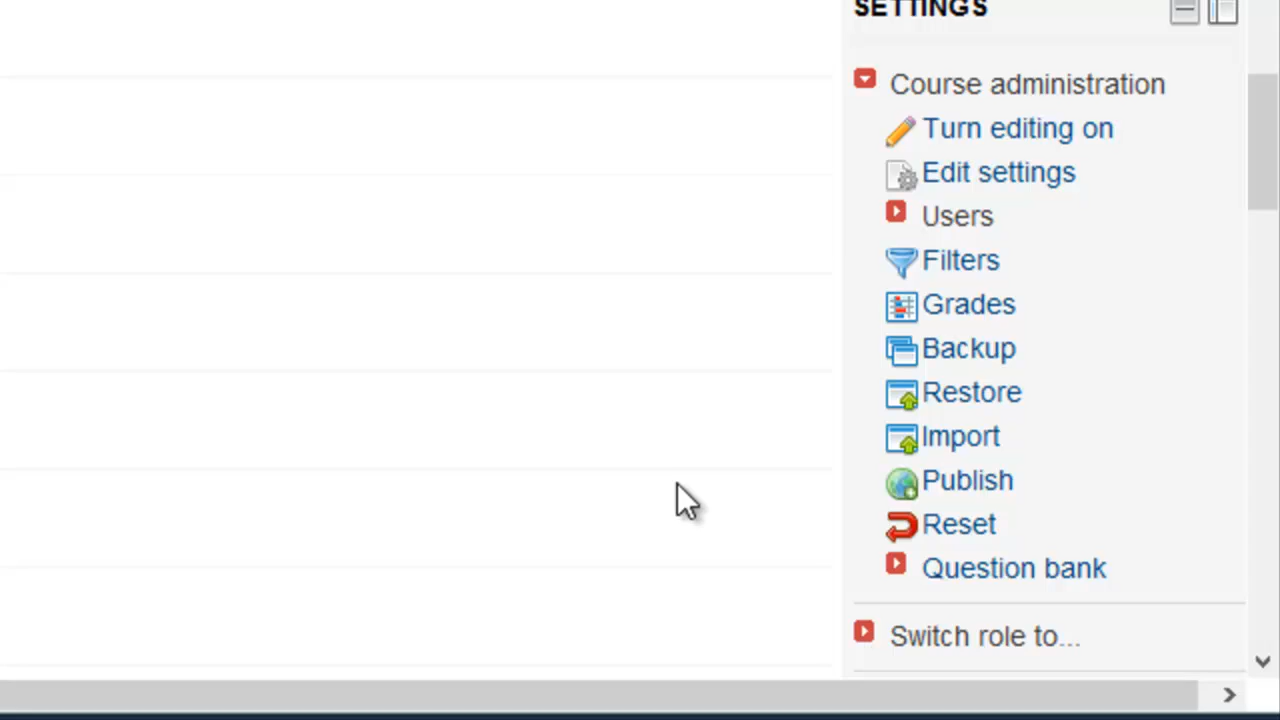 SETTINGS
Course administration
Turn editing on
Edit settings
Users
Filters
Grades
Backup
Restore
Import
Publish
Reset
Question bank
Switch role to...